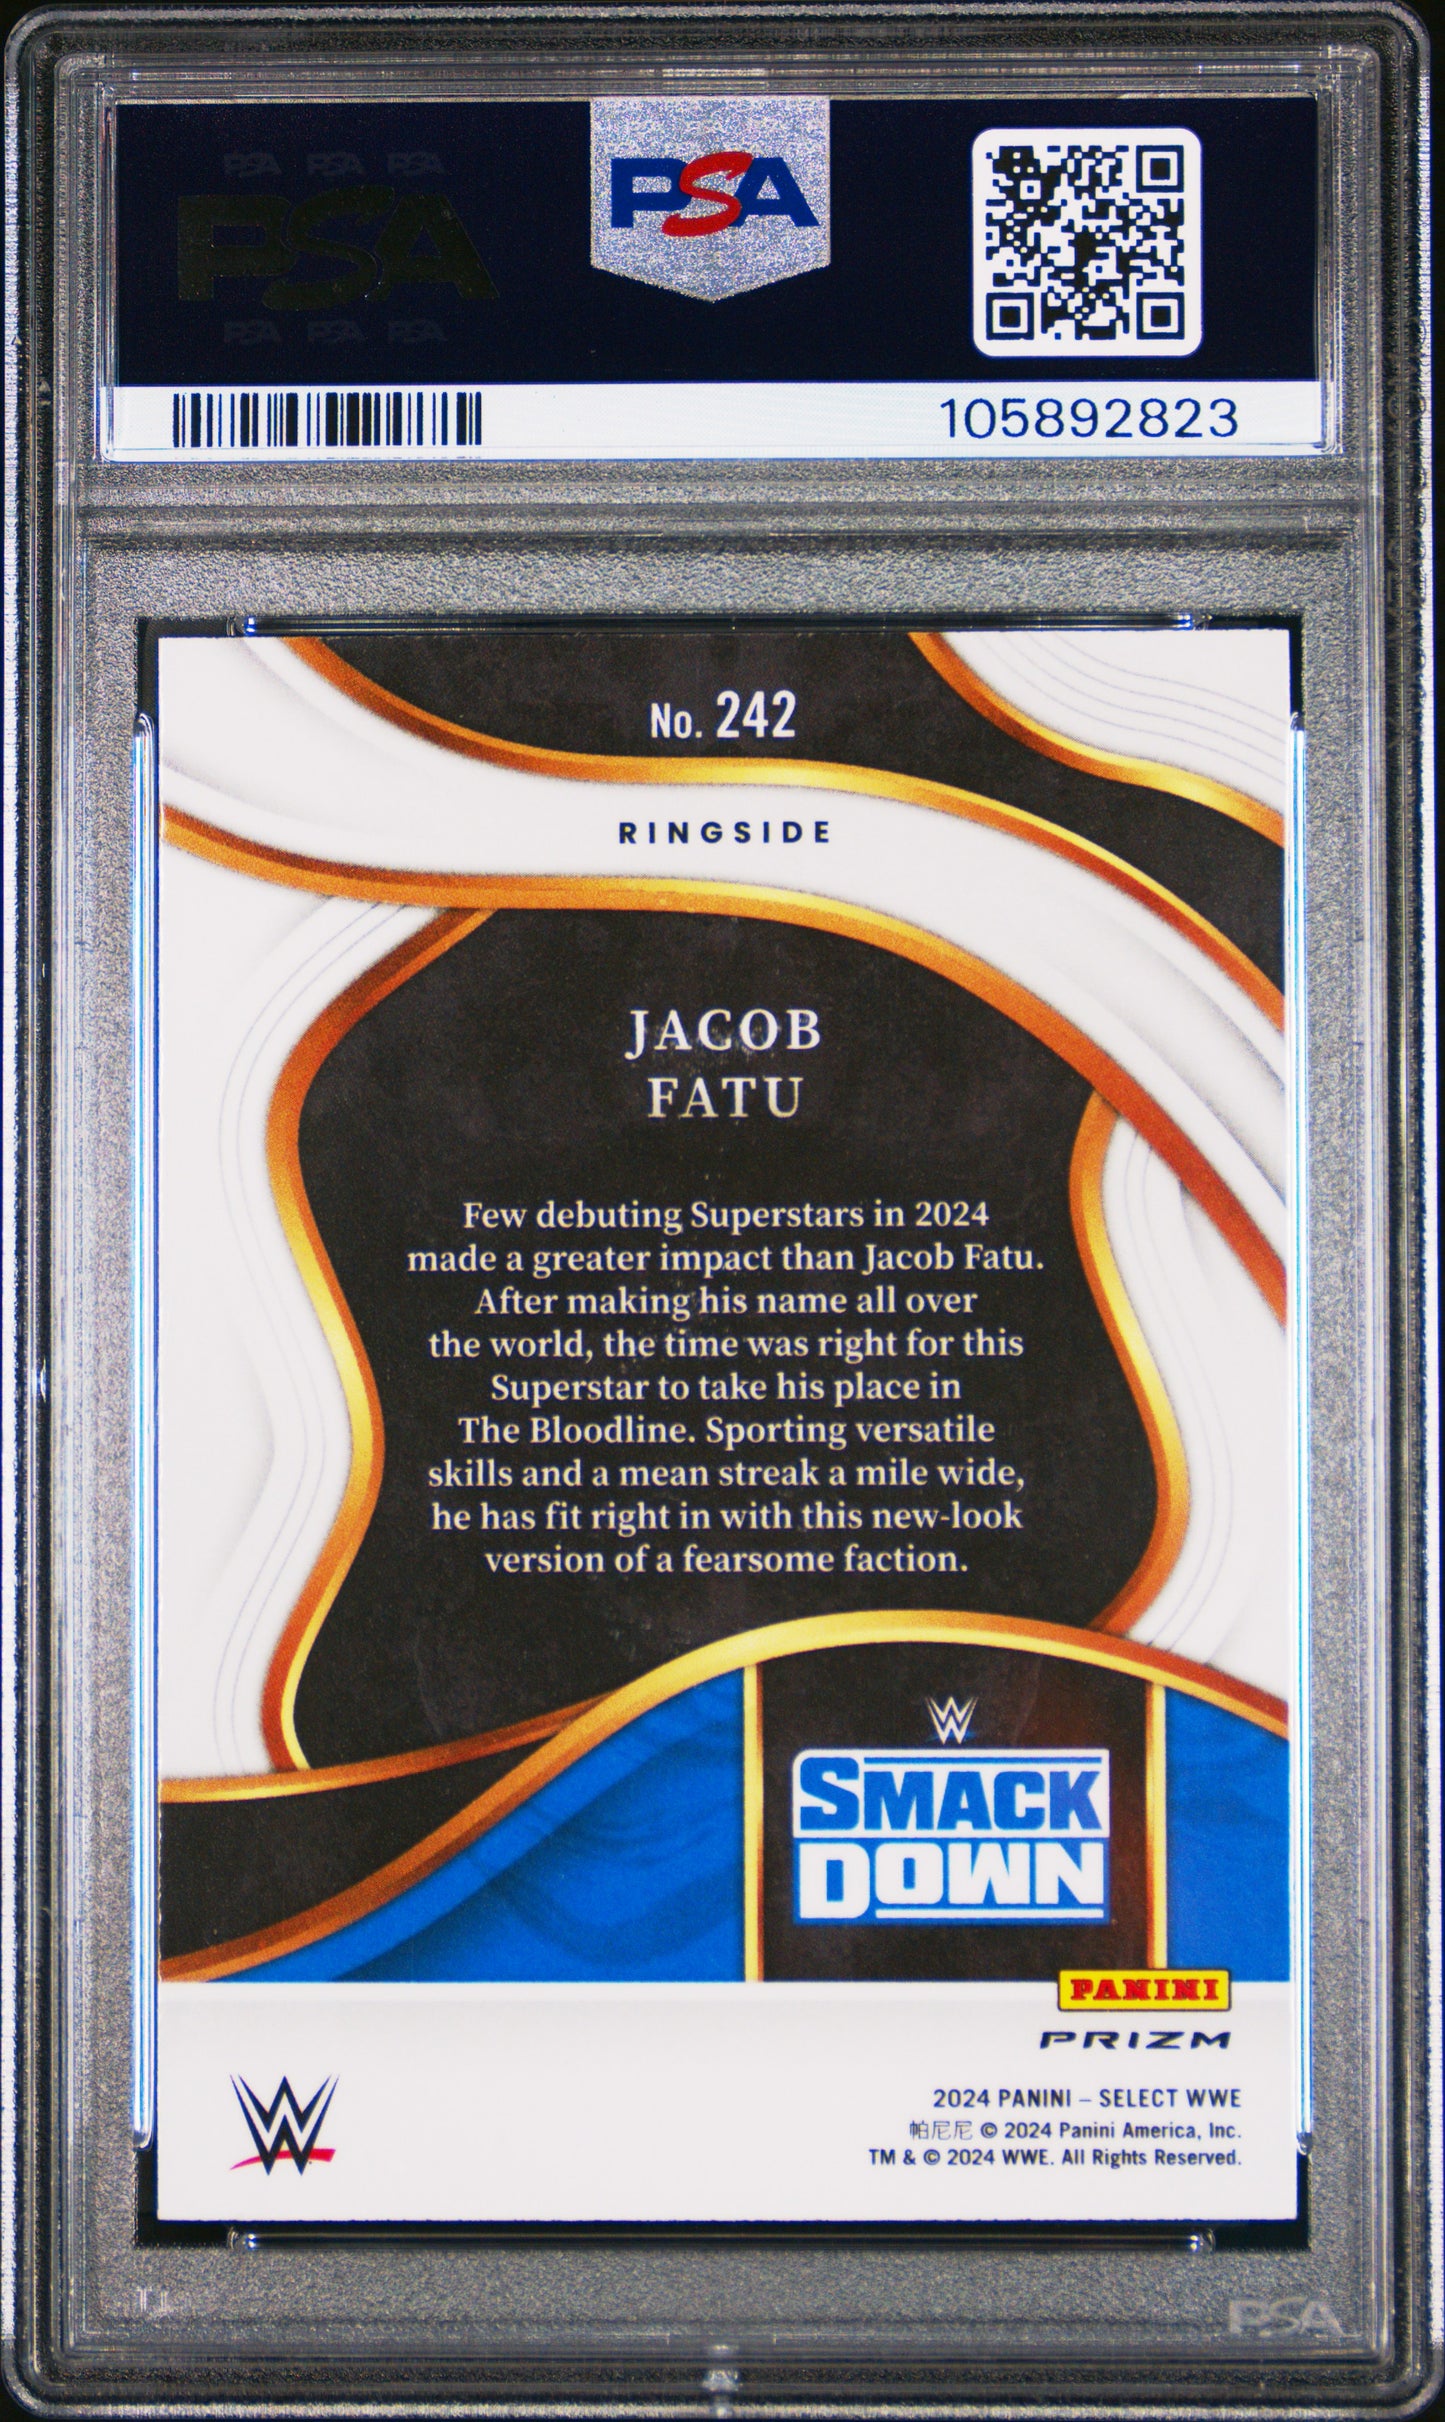 PSA PSA PSA
PSA
PSA PSA PSA
PSA
105892823
No. 242
RINGSIDE
JACOB
FATU
Few debuting Superstars in 2024
made a greater impact than Jacob Fatu.
After making his name all over
the world, the time was right for this
Superstar to take his place in
The Bloodline. Sporting versatile
skills and a mean streak a mile wide,
he has fit right in with this new-look
version of a fearsome faction.
W
SMACK
DOWN
PANINI
PRIZM
W
2024 PANINI – SELECT WWE
帕尼尼 © 2024 Panini America, Inc.
TM & © 2024 WWE. All Rights Reserved.
PSA